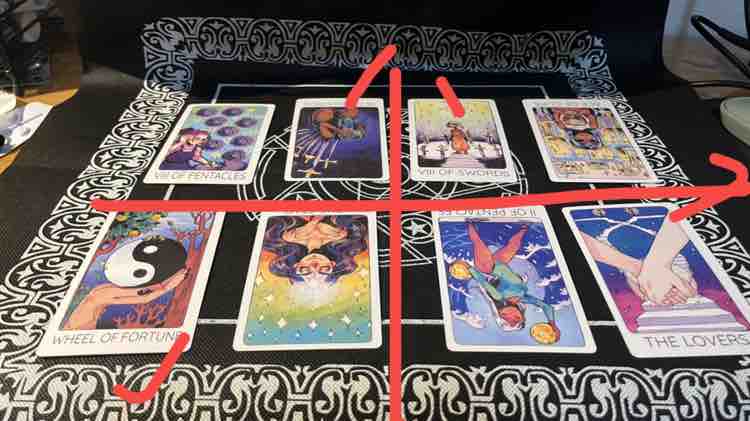 VIII OF PENTACLES
VIII OF SWORDS
II OF PENTACLES
WHEEL OF FORTUNE
THE LOVERS